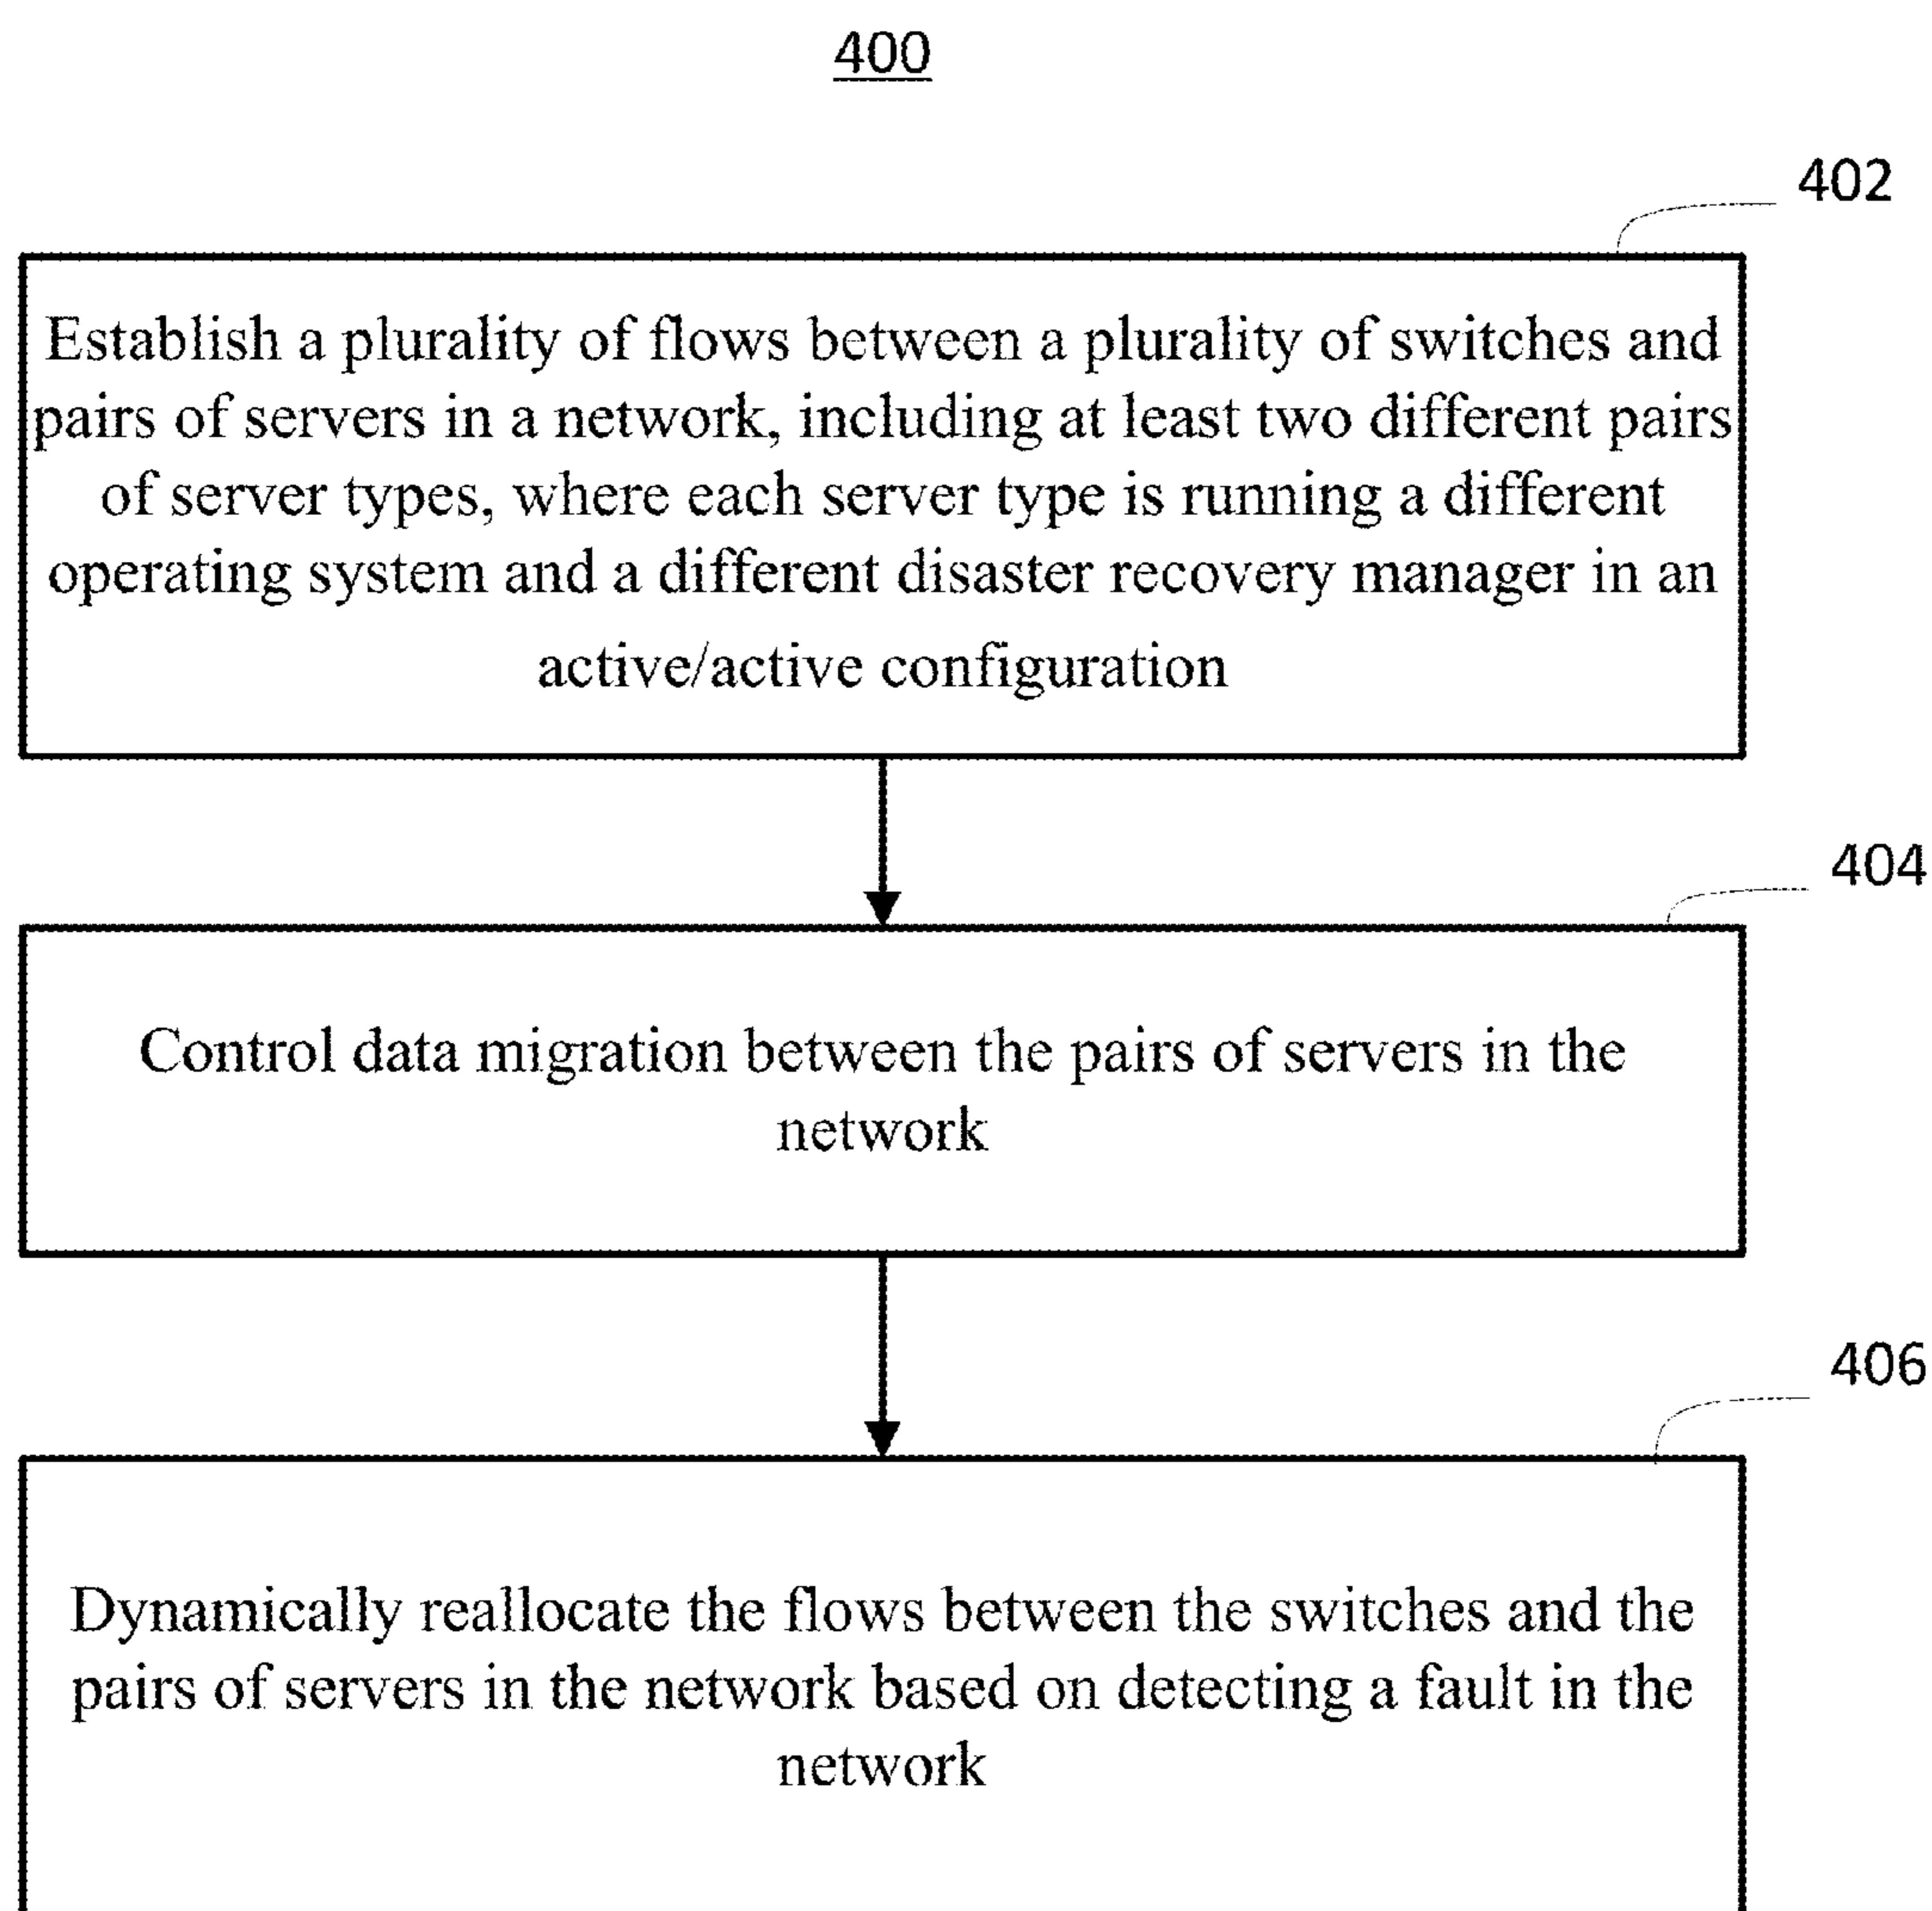 400
402
Establish a plurality of flows between a plurality of switches and
pairs of servers in a network, including at least two different pairs
of server types, where each server type is running a different
operating system and a different disaster recovery manager in an
active/active configuration
404
Control data migration between the pairs of servers in the
network
406
Dynamically reallocate the flows between the switches and the
pairs of servers in the network based on detecting a fault in the
network